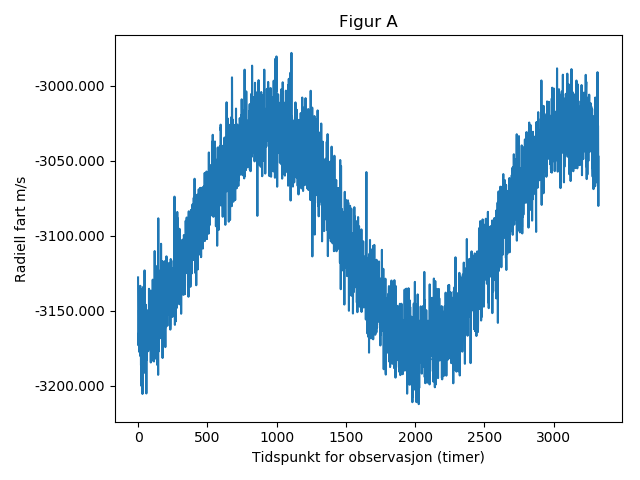 Figur A
-3000.000
-3050.000
-3100.000
-3150.000
-3200.000
Radiell fart m/s
0 500 1000 1500 2000 2500 3000
Tidspunkt for observasjon (timer)